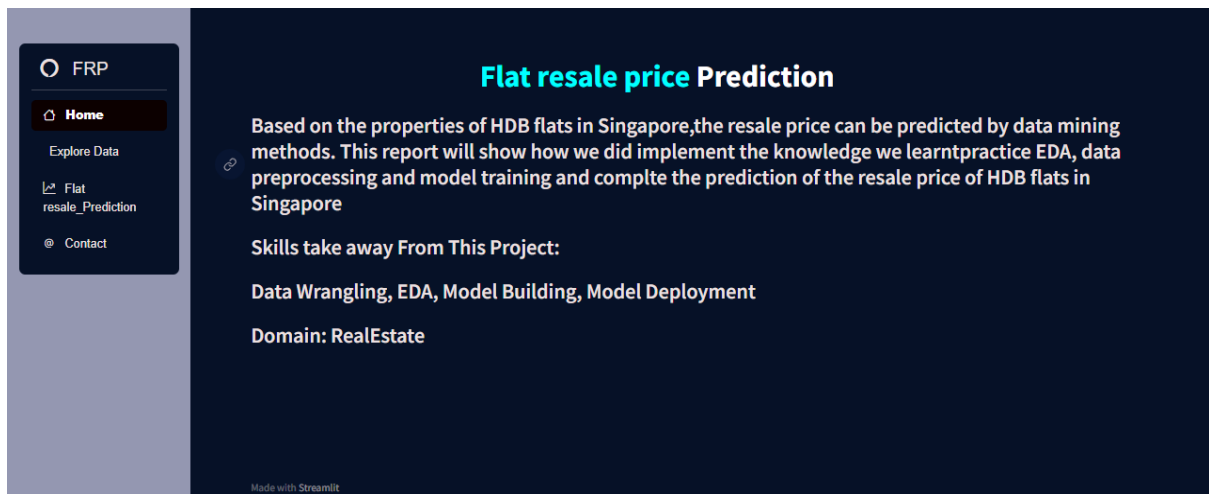 FRP
Home
Explore Data
Flat
resale_Prediction
@ Contact
Flat resale price Prediction
Based on the properties of HDB flats in Singapore,the resale price can be predicted by data mining
methods. This report will show how we did implement the knowledge we learntpractice EDA, data
preprocessing and model training and complte the prediction of the resale price of HDB flats in
Singapore
Skills take away From This Project:
Data Wrangling, EDA, Model Building, Model Deployment
Domain: RealEstate
Made with Streamlit